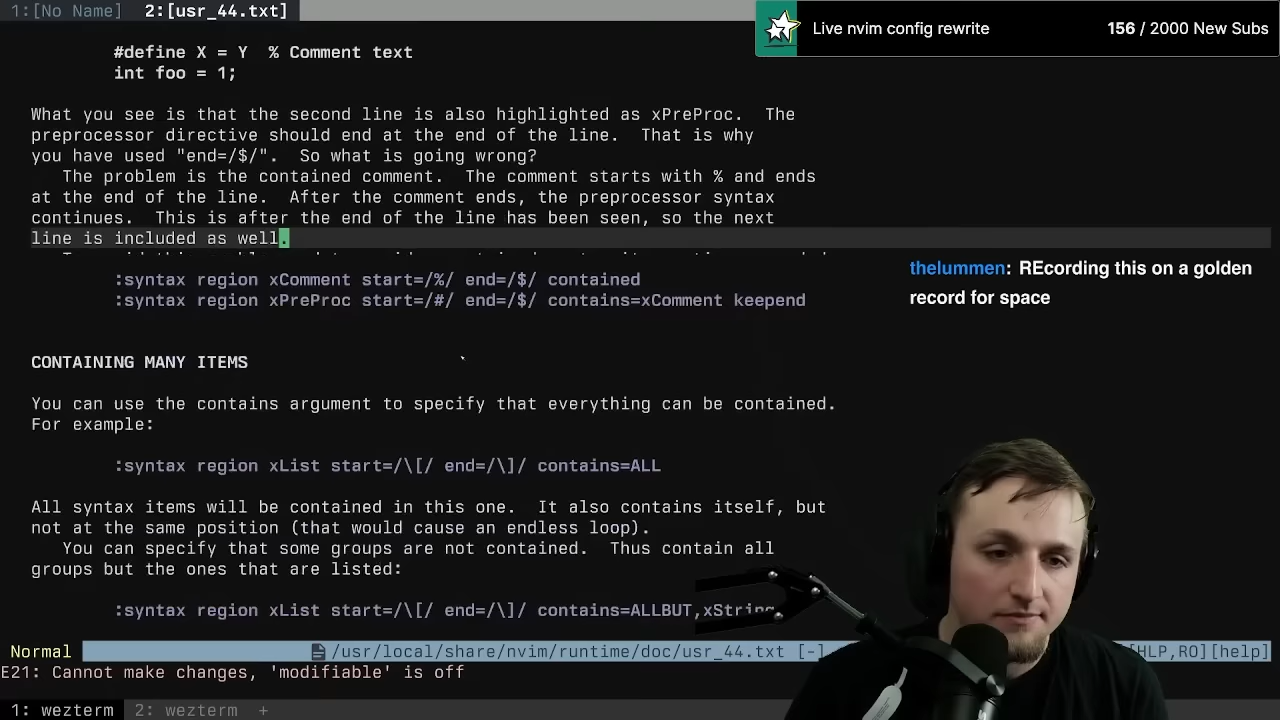 1:[No Name]  2:[usr_44.txt]
Live nvim config rewrite
156 / 2000 New Subs
#define X = Y  % Comment text
int foo = 1;
What you see is that the second line is also highlighted as xPreProc.  The
preprocessor directive should end at the end of the line.  That is why
you have used "end=/$/".  So what is going wrong?
The problem is the contained comment.  The comment starts with % and ends
at the end of the line.  After the comment ends, the preprocessor syntax
continues.  This is after the end of the line has been seen, so the next
line is included as well.
thelummen: REcording this on a golden
record for space
:syntax region xComment start=/%/ end=/$/ contained
:syntax region xPreProc start=/#/ end=/$/ contains=xComment keepend
CONTAINING MANY ITEMS
You can use the contains argument to specify that everything can be contained.
For example:
:syntax region xList start=/\[/ end=/\]/ contains=ALL
All syntax items will be contained in this one.  It also contains itself, but
not at the same position (that would cause an endless loop).
You can specify that some groups are not contained.  Thus contain all
groups but the ones that are listed:
:syntax region xList start=/\[/ end=/\]/ contains=ALLBUT,xString
Normal
/usr/local/share/nvim/runtime/doc/usr_44.txt [-]
[HLP,RO][help]
E21: Cannot make changes, 'modifiable' is off
1: wezterm  2: wezterm  +